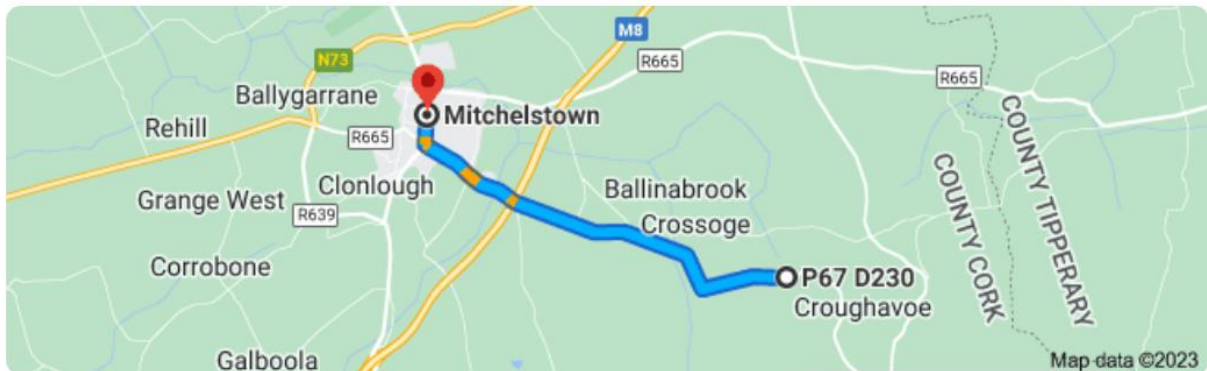 M8
N73
R665
R665
Ballygarrane
Mitchelstown
Rehill
R665
Clonlough
Ballinabrook
Grange West
R639
Crossoge
Corrobone
P67 D230
Croughavoe
COUNTY CORK
COUNTY TIPPERARY
Galboola
Map data ©2023